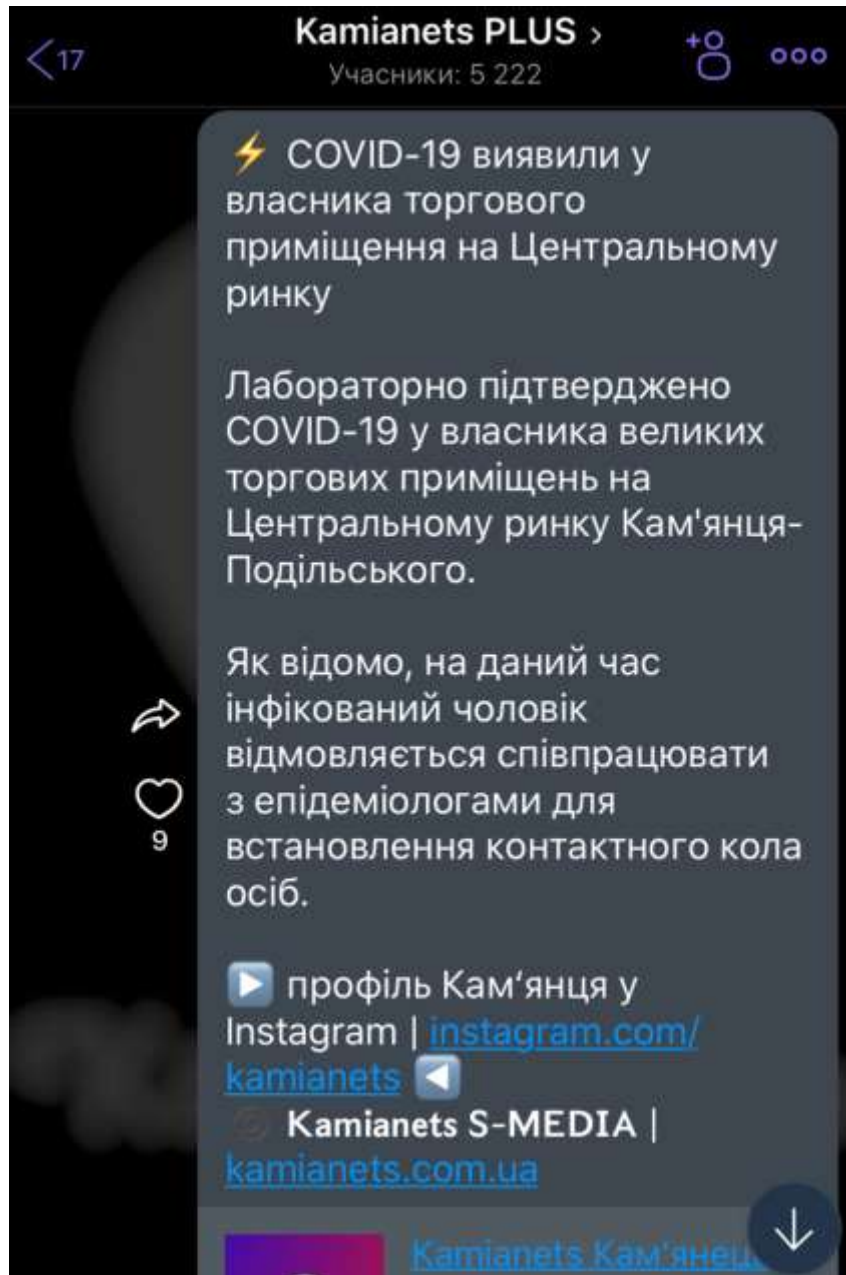 17
Kamianets PLUS >
Учасники: 5 222
⚡ COVID-19 виявили у
власника торгового
приміщення на Центральному
ринку
Лабораторно підтверджено
COVID-19 у власника великих
торгових приміщень на
Центральному ринку Кам'янця-
Подільського.
Як відомо, на даний час
інфікований чоловік
відмовляється співпрацювати
з епідеміологами для
встановлення контактного кола
осіб.
9
▶️ профіль Кам‘янця у
Instagram | instagram.com/
kamianets ◀️
Kamianets S-MEDIA |
kamianets.com.ua
Kamianets